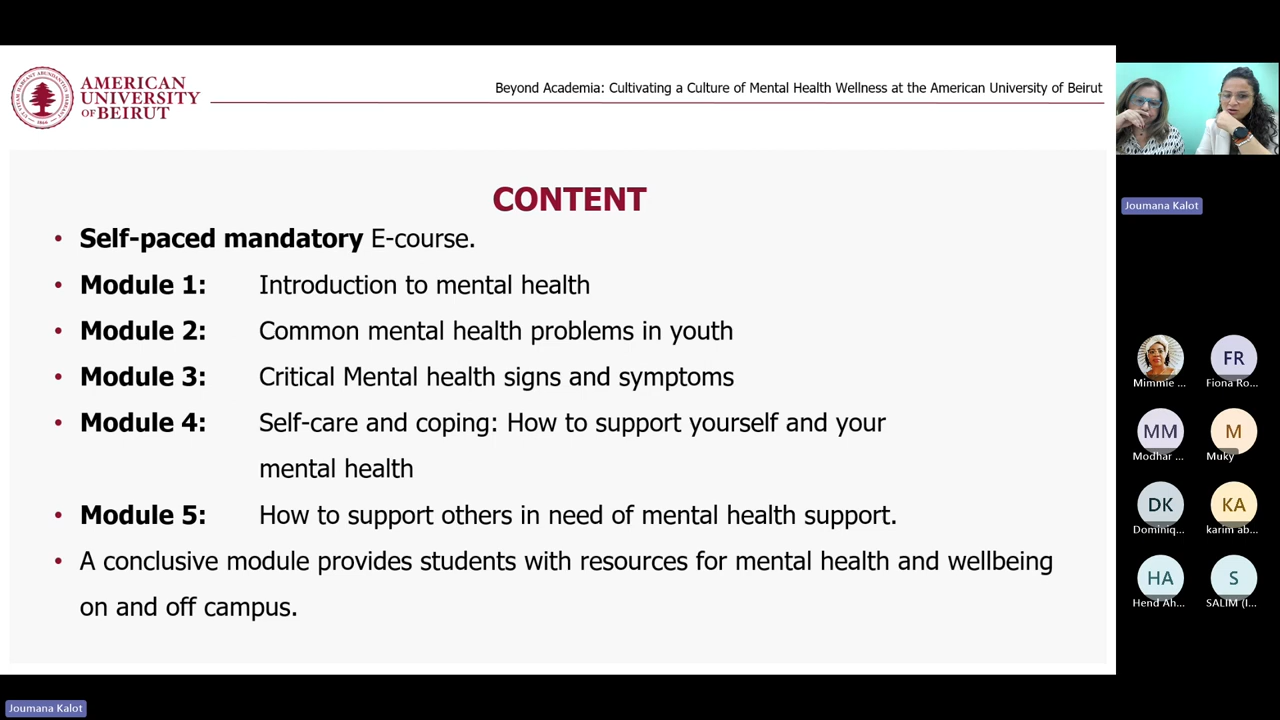 AMERICAN
UNIVERSITY
OF BEIRUT
Beyond Academia: Cultivating a Culture of Mental Health Wellness at the American University of Beirut
CONTENT
• Self-paced mandatory E-course.
• Module 1: Introduction to mental health
• Module 2: Common mental health problems in youth
• Module 3: Critical Mental health signs and symptoms
• Module 4: Self-care and coping: How to support yourself and your
mental health
• Module 5: How to support others in need of mental health support.
• A conclusive module provides students with resources for mental health and wellbeing
on and off campus.
Joumana Kalot
Joumana Kalot
FR
Mimmie ...
Fiona Ro...
MM
M
Modhar ...
Muky
DK
KA
Dominiq...
karim ab...
HA
S
Hend Ah...
SALIM (I...